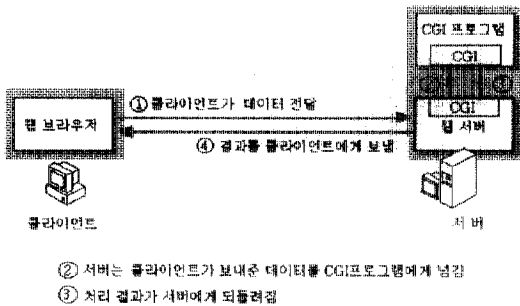 CGI 프로그램
CGI
CGI
웹 서버
웹 브라우저
① 클라이언트가 데이터 전달
④ 결과를 클라이언트에게 보냄
클라이언트
서 버
② 서버는 클라이언트가 보내준 데이터를 CGI프로그램에게 넘김
③ 처리 결과가 서버에게 되돌려짐